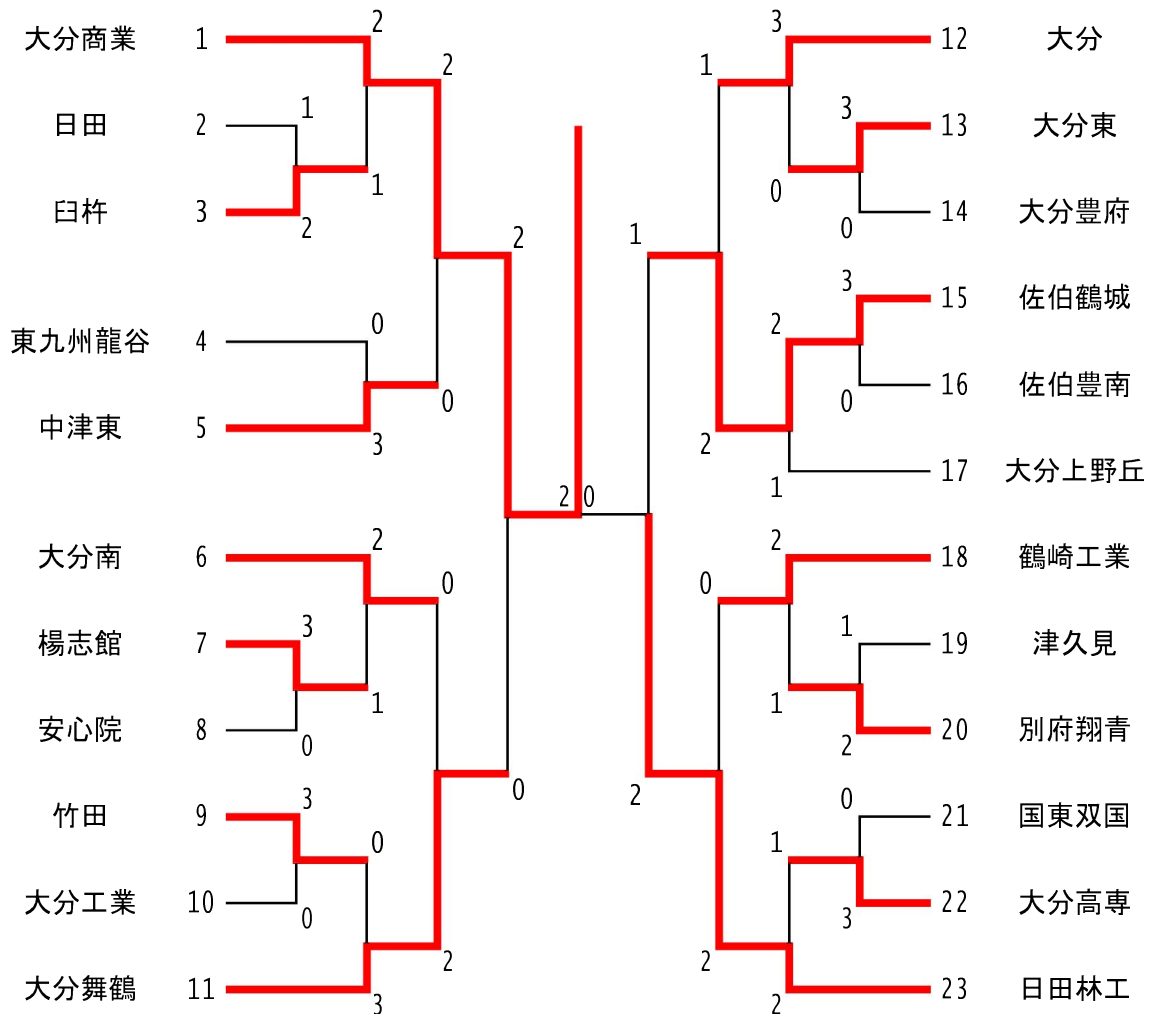 大分商業 1 2
2
日田 2 1
臼杵 3 2
1
2
東九州龍谷 4 0
0
中津東 5 3
大分南 6 2
0
楊志館 7 3
1
安心院 8 0
0
竹田 9 3
0
大分工業 10 0
2
大分舞鶴 11 3
2 0
3 12 大分
1
3 13 大分東
0
0 14 大分豊府
1
3 15 佐伯鶴城
2
0 16 佐伯豊南
2
1 17 大分上野丘
2 18 鶴崎工業
0
1 19 津久見
1
2 20 別府翔青
2
0 21 国東双国
1
3 22 大分高専
2
2 23 日田林工